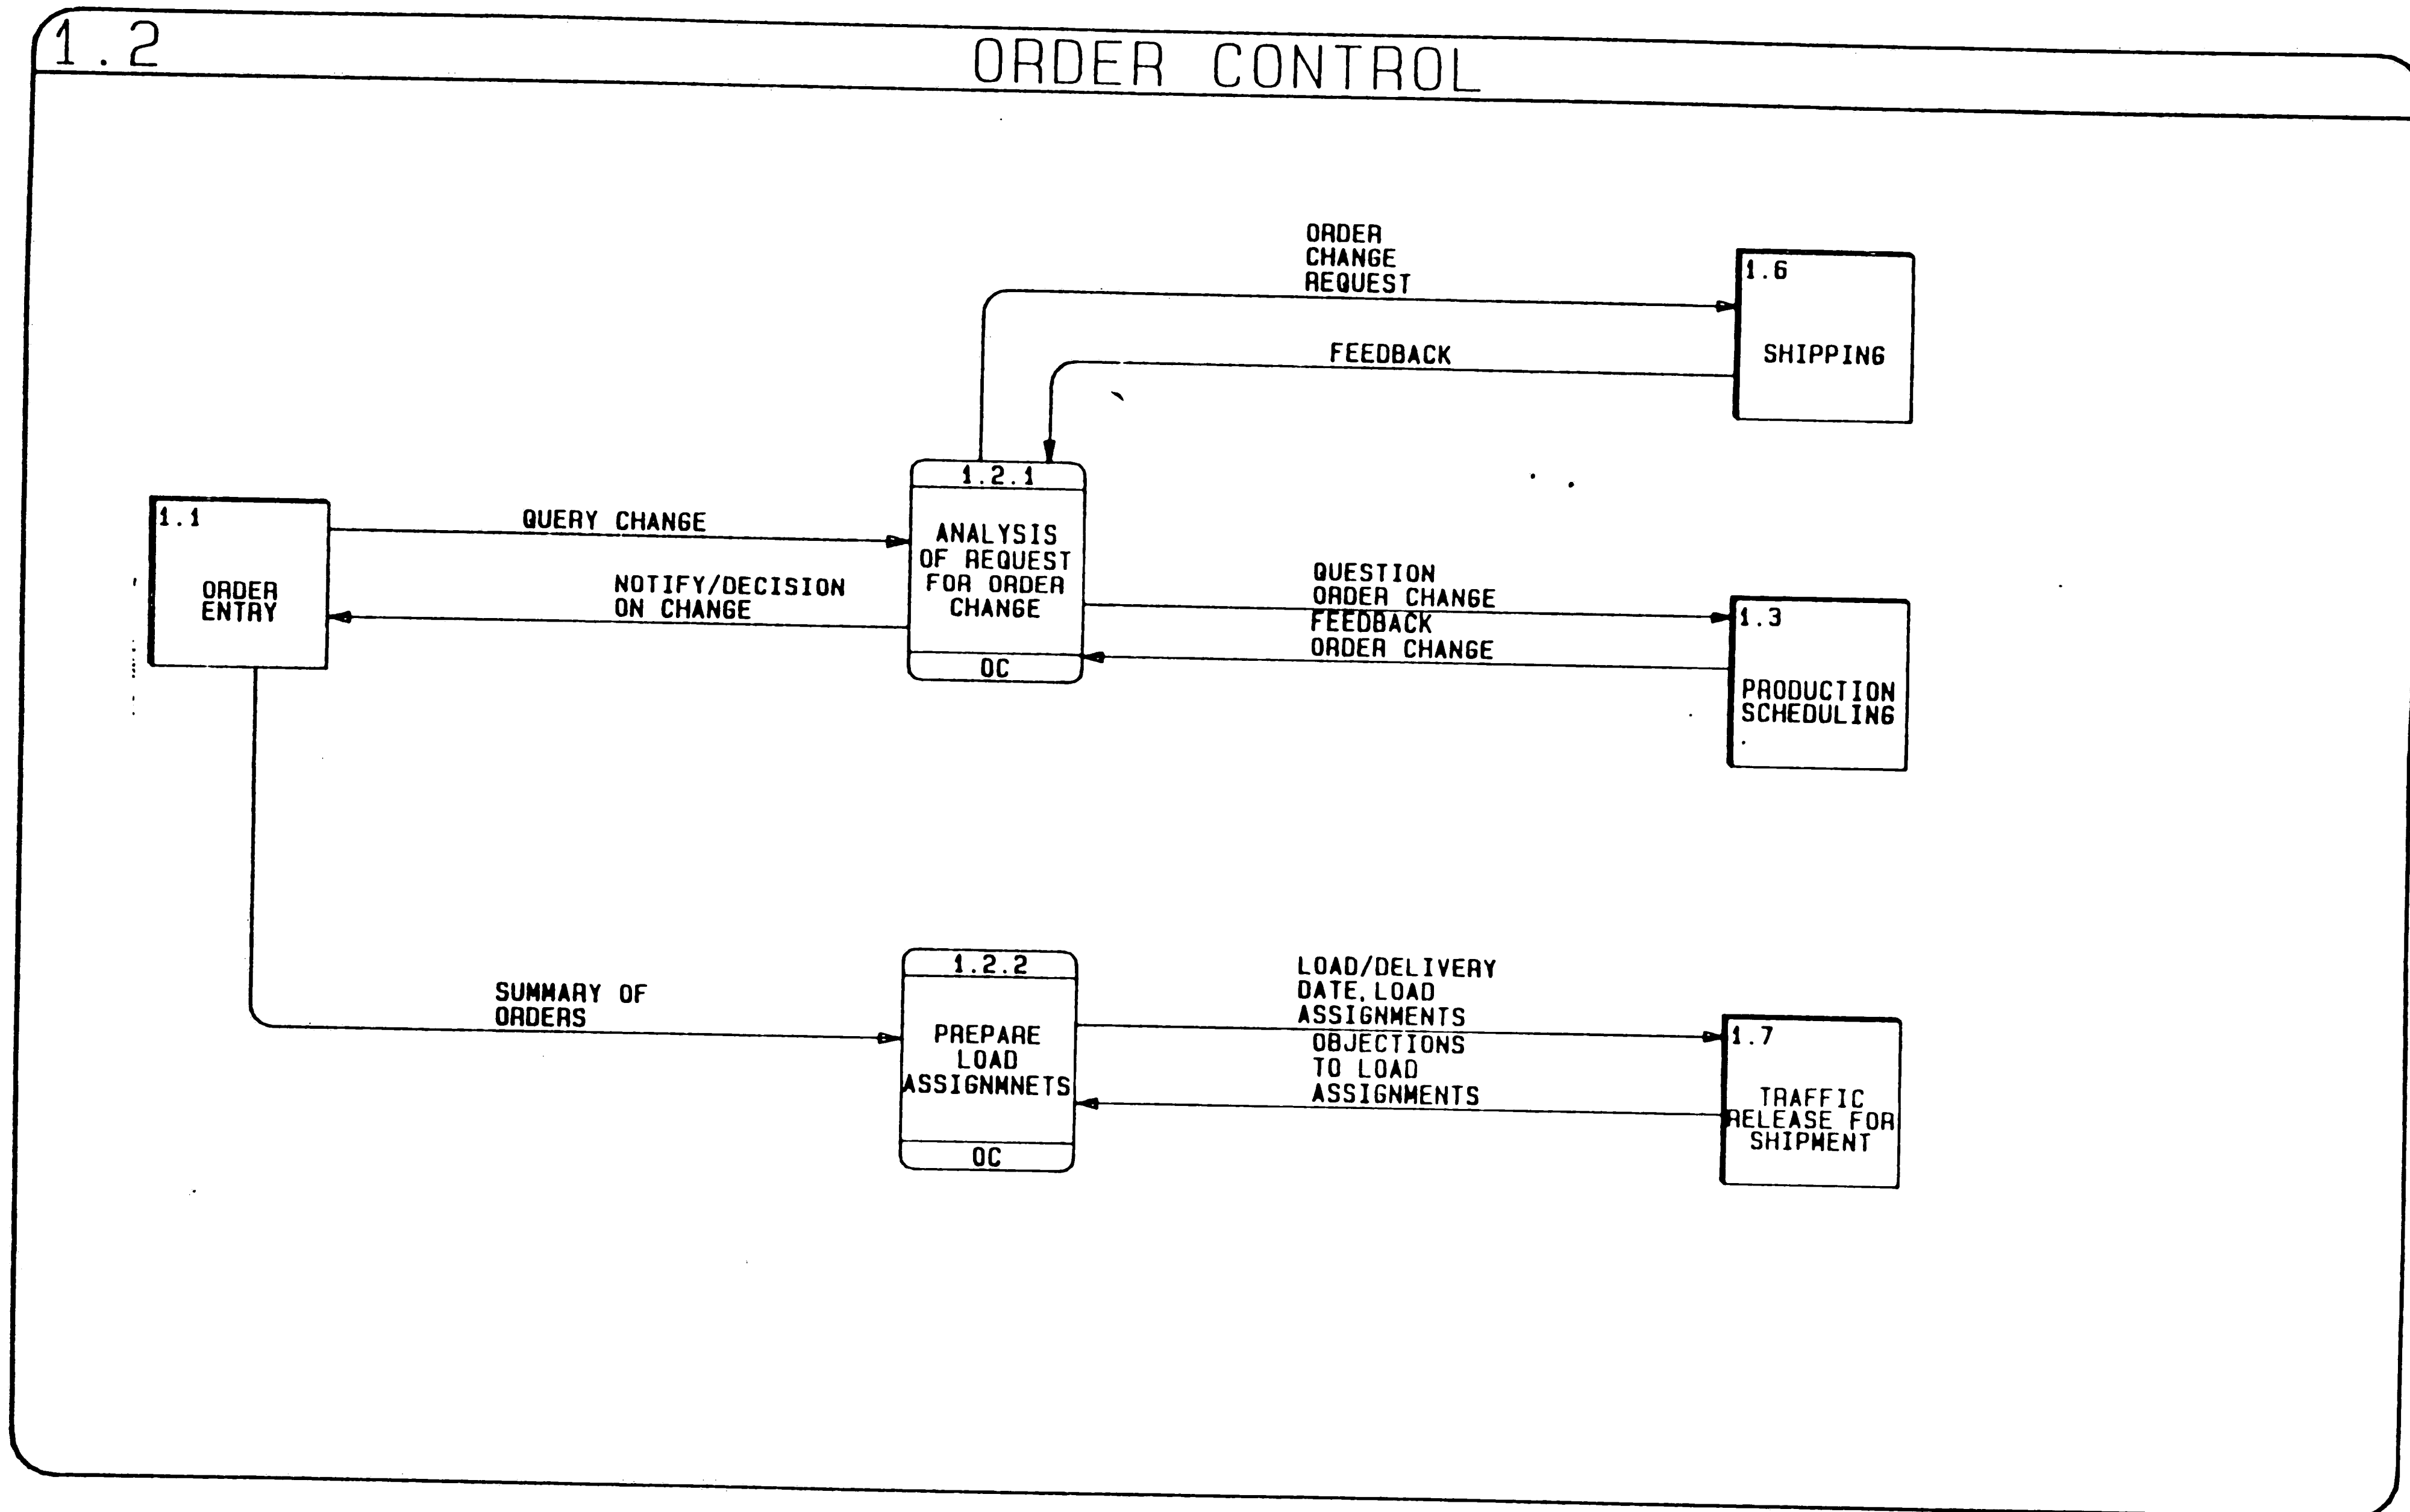 1.2
ORDER CONTROL
ORDER
CHANGE
REQUEST
1.6
SHIPPING
FEEDBACK
1.1
ORDER
ENTRY
QUERY CHANGE
NOTIFY/DECISION
ON CHANGE
1.2.1
ANALYSIS
OF REQUEST
FOR ORDER
CHANGE
OC
QUESTION
ORDER CHANGE
FEEDBACK
ORDER CHANGE
1.3
PRODUCTION
SCHEDULING
SUMMARY OF
ORDERS
1.2.2
PREPARE
LOAD
ASSIGNMNETS
OC
LOAD/DELIVERY
DATE, LOAD
ASSIGNMENTS
OBJECTIONS
TO LOAD
ASSIGNMENTS
1.7
TRAFFIC
RELEASE FOR
SHIPMENT